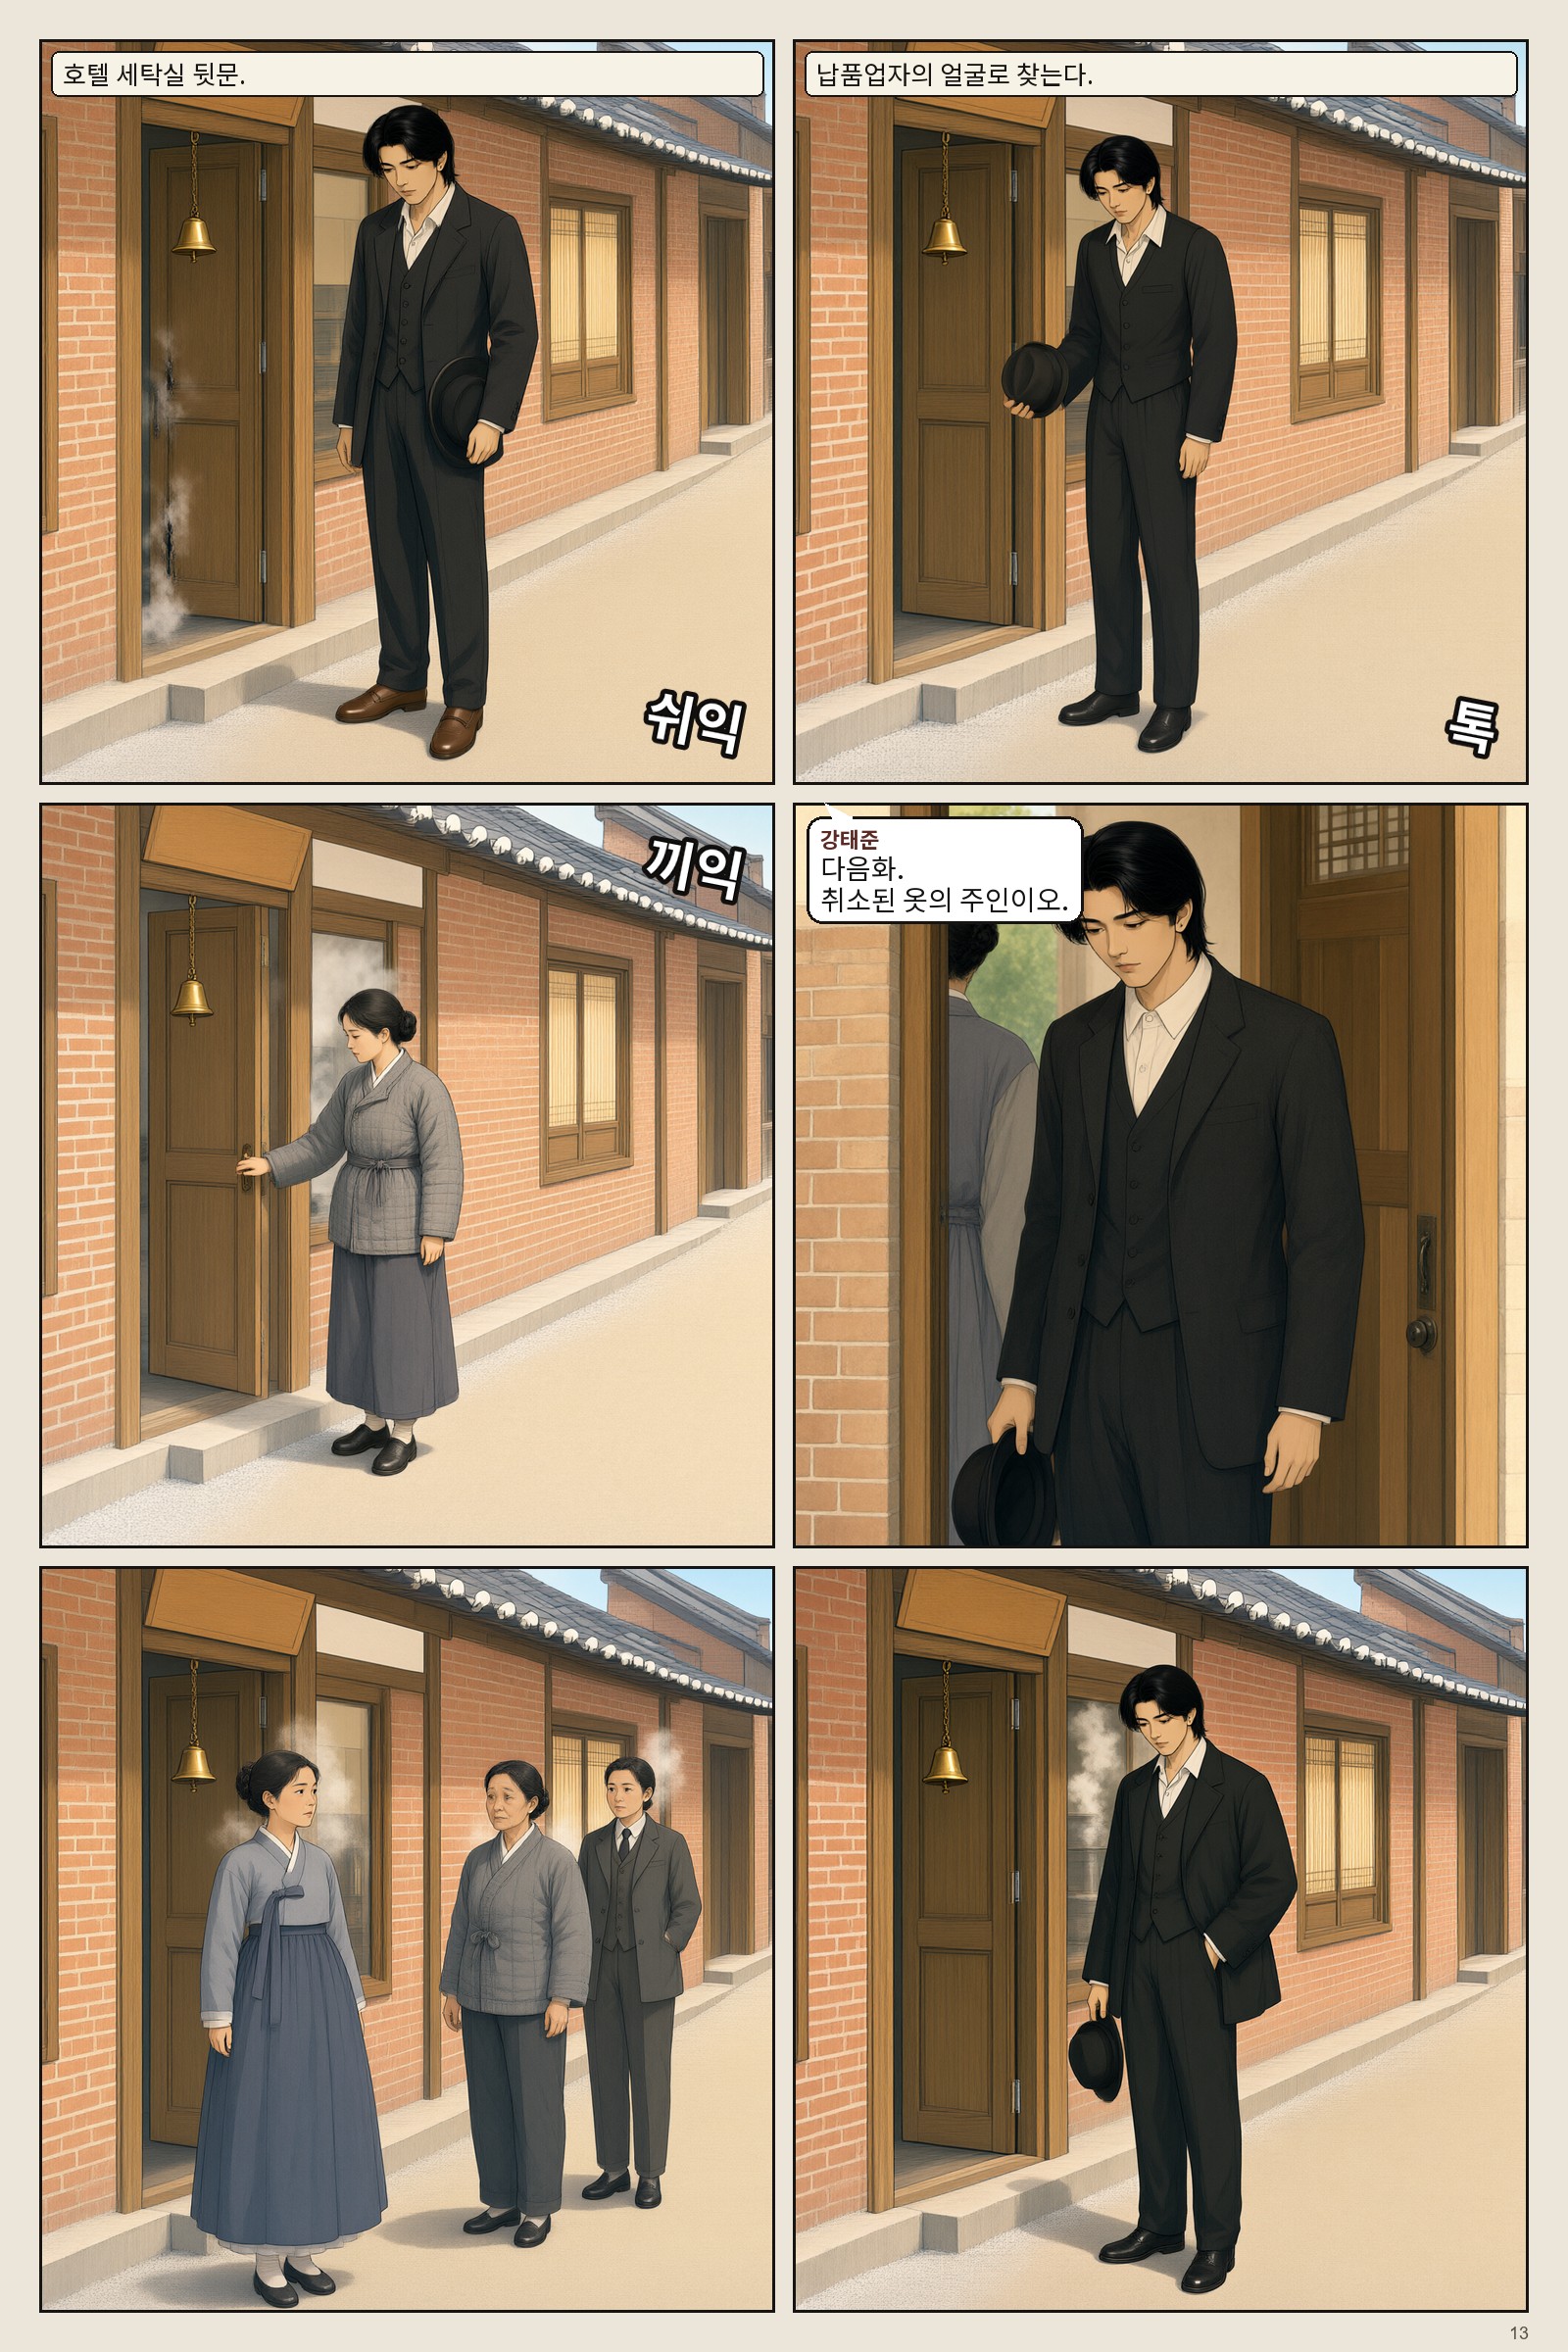 호텔 세탁실 뒷문.
납품업자의 얼굴로 찾는다.
쉬익
톡
끼익
강태준
다음화.
취소된 옷의 주인이오.
13